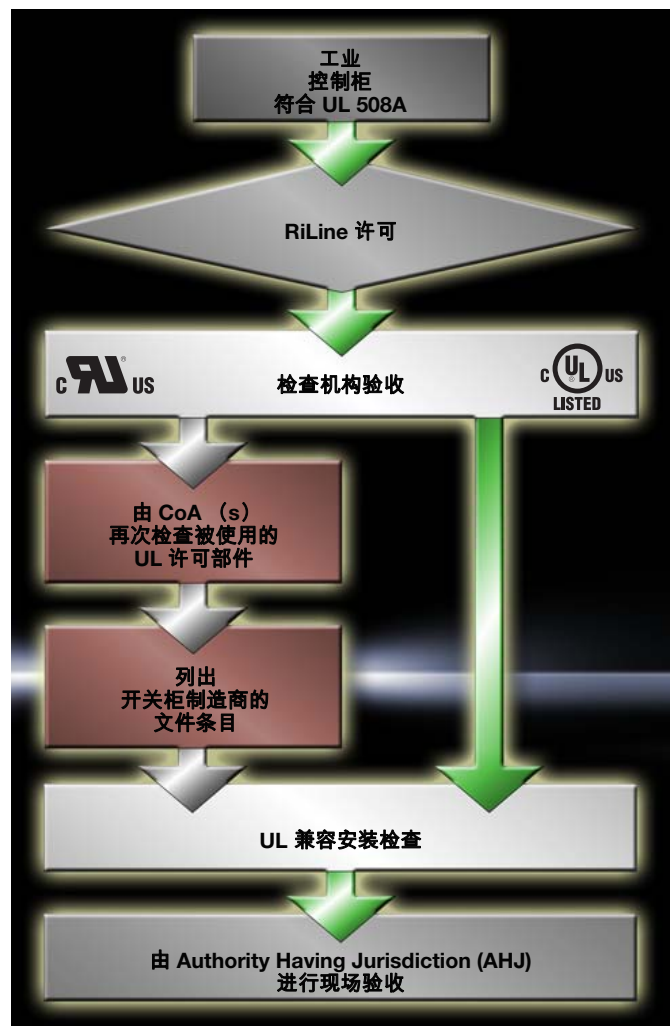 工业
控制柜
符合 UL 508A
RiLine 许可
C RU ® US
检查机构验收
C UL ® US
LISTED
由 CoA （s）
再次检查被使用的
UL 许可部件
列出
开关柜制造商的
文件条目
UL 兼容安装检查
由 Authority Having Jurisdiction (AHJ)
进行现场验收